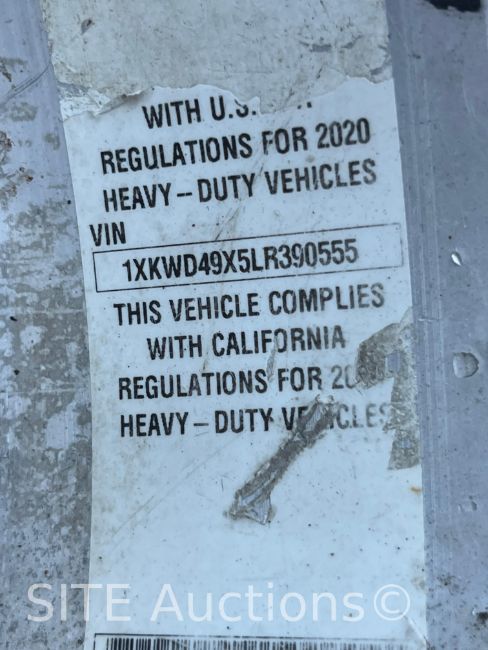 WITH U.S.
REGULATIONS FOR 2020
HEAVY-DUTY VEHICLES
VIN
1XKWD49X5LR390555
THIS VEHICLE COMPLIES
WITH CALIFORNIA
REGULATIONS FOR
HEAVY-DUTY
SITE Auctions©